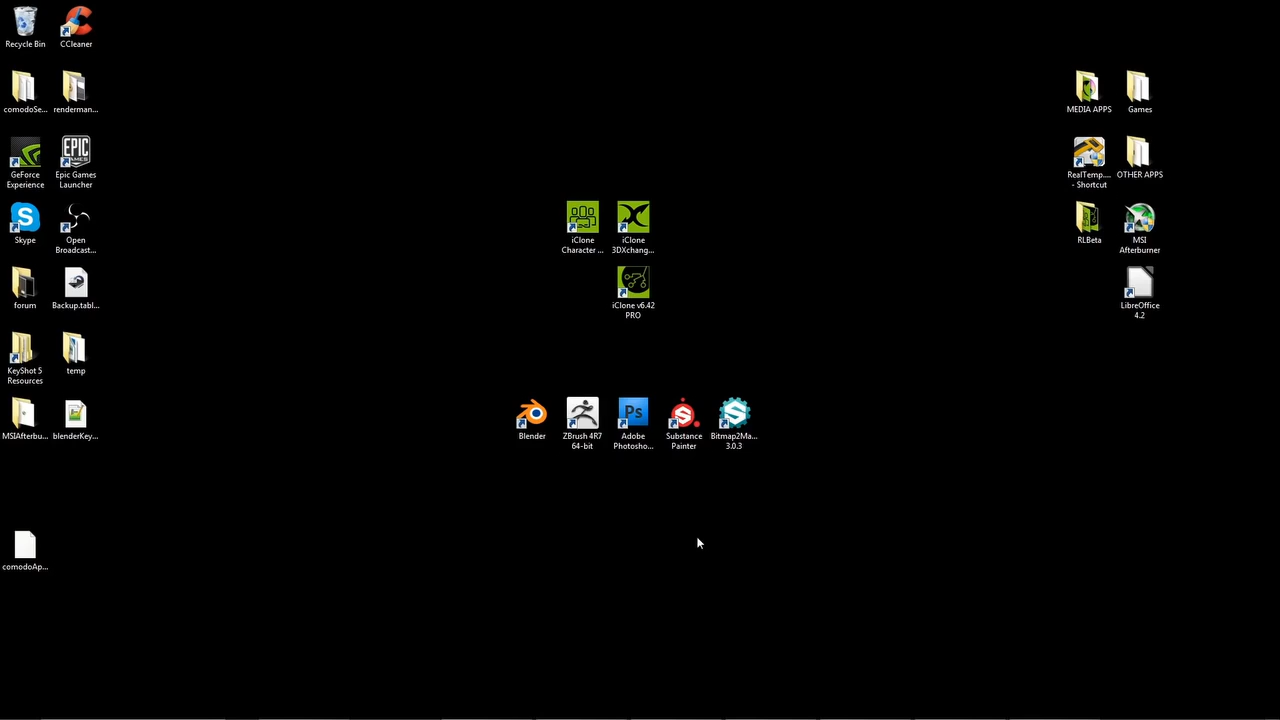 Recycle Bin
CCleaner
comodoSe...
renderman...
MEDIA APPS
Games
EPIC
GAMES
GeForce
Experience
Epic Games
Launcher
RealTemp....
- Shortcut
OTHER APPS
S
Skype
Open
Broadcast...
iClone
Character ...
iClone
3DXchang...
RLBeta
MSI
Afterburner
forum
Backup.tabl...
iClone v6.42
PRO
LibreOffice
4.2
KeyShot 5
Resources
temp
MSIAfterbu...
blenderKey...
Blender
ZBrush 4R7
64-bit
Ps
Adobe
Photosho...
S
Substance
Painter
S
Bitmap2Ma...
3.0.3
comodoAp...